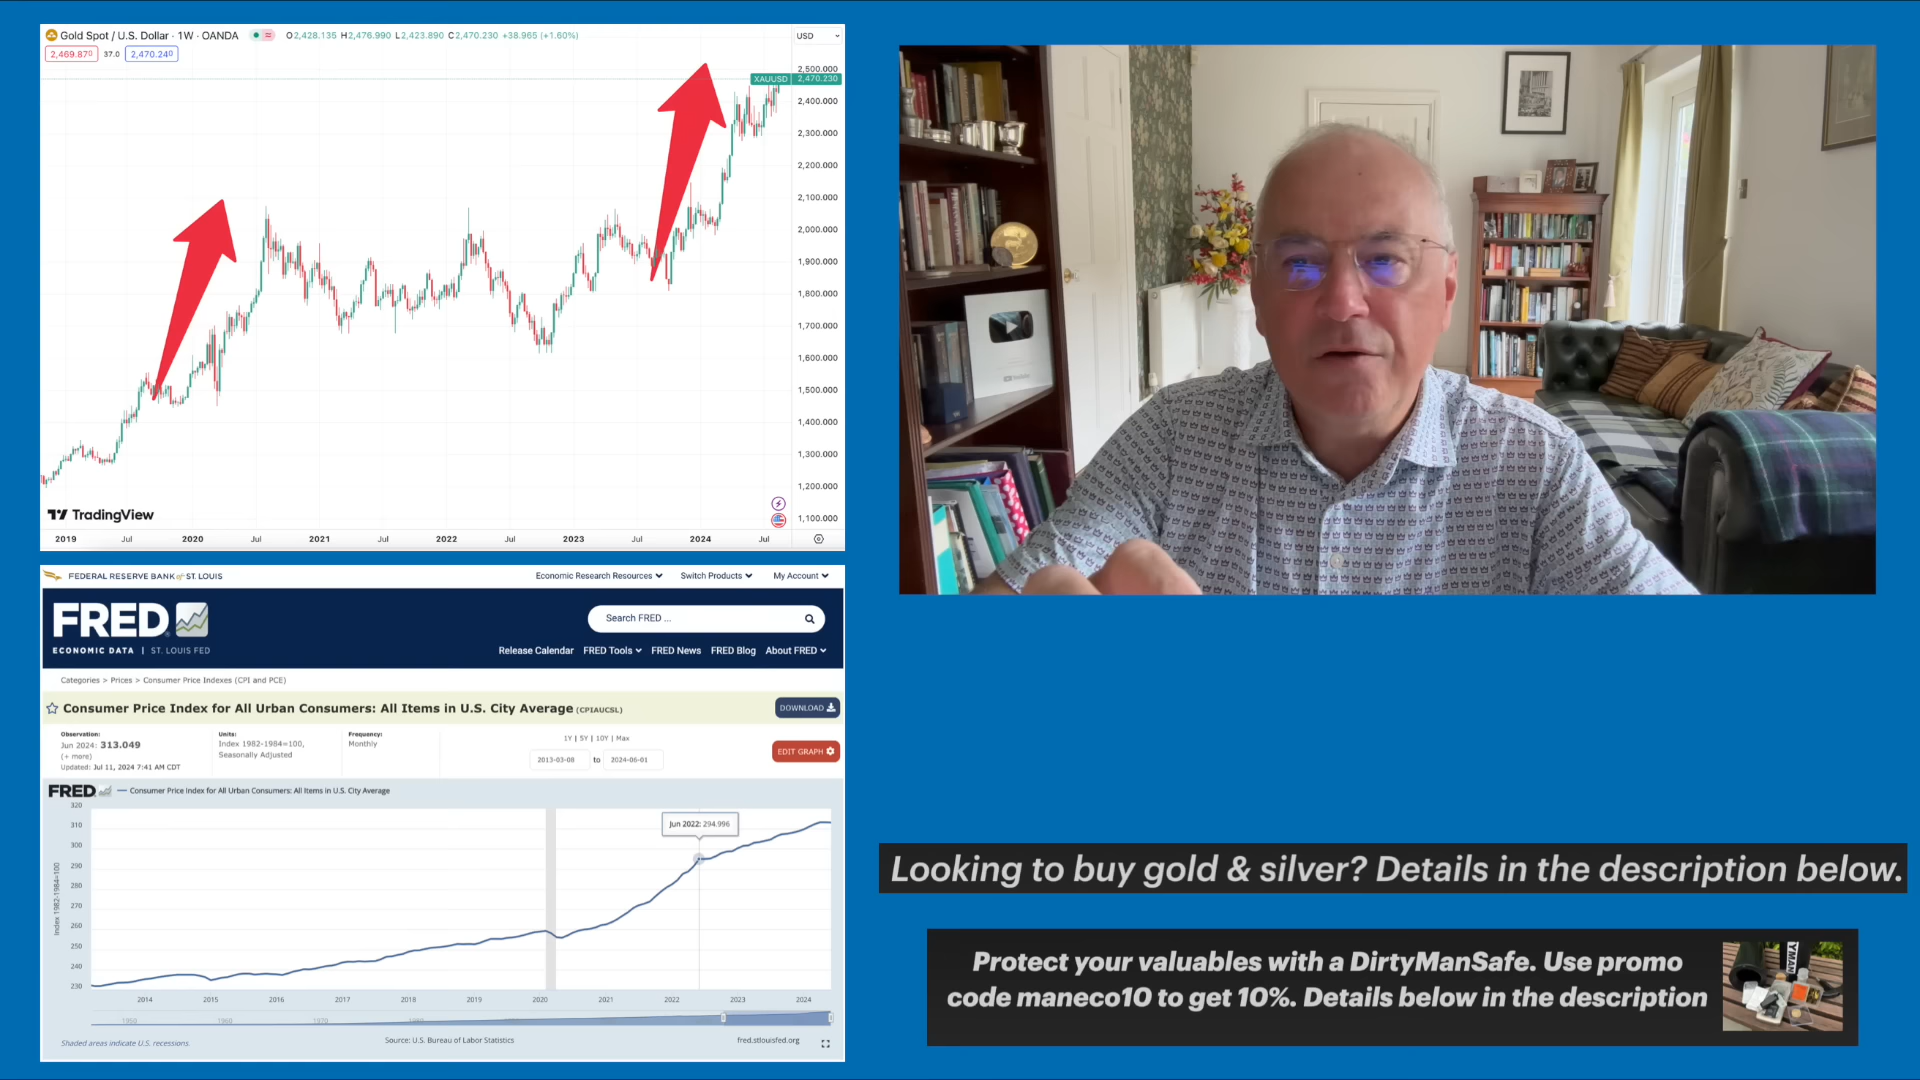 Gold Spot / U.S. Dollar · 1W · OANDA
O2,428.135 H2,476.990 L2,423.890 C2,470.230 +38.965 (+1.60%)
USD
2,469.870 37.0 2,470.240
2,500.000
XAUUSD 2,470.230
2,400.000
2,300.000
2,200.000
2,100.000
2,000.000
1,900.000
1,800.000
1,700.000
1,600.000
1,500.000
1,400.000
1,300.000
1,200.000
1,100.000
TradingView
2019 Jul 2020 Jul 2021 Jul 2022 Jul 2023 Jul 2024 Jul
FEDERAL RESERVE BANK of ST. LOUIS
Economic Research Resources Switch Products My Account
FRED
Search FRED ...
ECONOMIC DATA | ST. LOUIS FED
Release Calendar FRED Tools FRED News FRED Blog About FRED
Categories > Prices > Consumer Price Indexes (CPI and PCE)
Consumer Price Index for All Urban Consumers: All Items in U.S. City Average (CPIAUCSL)
DOWNLOAD
Observation:
Jun 2024: 313.049
(+ more)
Updated: Jul 11, 2024 7:41 AM CDT
Units:
Index 1982-1984=100,
Seasonally Adjusted
Frequency:
Monthly
1Y | 5Y | 10Y | Max
2013-03-08 to 2024-06-01
EDIT GRAPH
FRED — Consumer Price Index for All Urban Consumers: All Items in U.S. City Average
320
310
300
290
280
270
260
250
240
230
Index 1982-1984=100
Jun 2022: 294.996
2014 2015 2016 2017 2018 2019 2020 2021 2022 2023 2024
1950 1960 1970 1980
Shaded areas indicate U.S. recessions.
Source: U.S. Bureau of Labor Statistics
fred.stlouisfed.org
YouTube
Looking to buy gold & silver? Details in the description below.
Protect your valuables with a DirtyManSafe. Use promo
code maneco10 to get 10%. Details below in the description